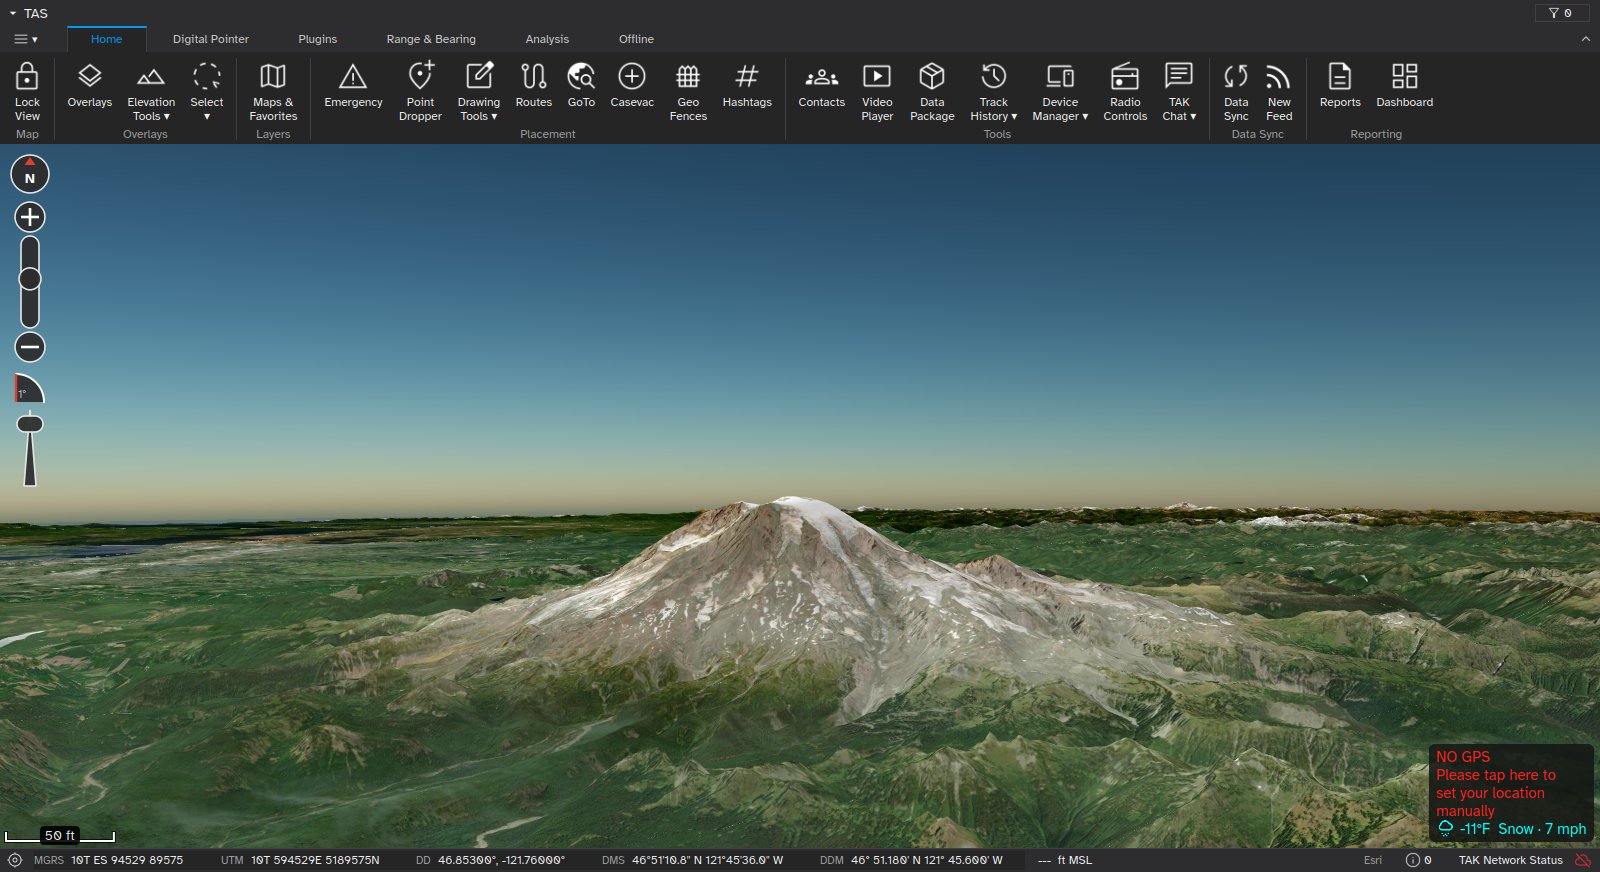 TAS
0
Home
Digital Pointer
Plugins
Range & Bearing
Analysis
Offline
Lock
View
Map
Overlays
Elevation
Tools ▾
Select
▾
Overlays
Maps &
Favorites
Layers
Emergency
Point
Dropper
Drawing
Tools ▾
Routes
GoTo
Casevac
Geo
Fences
Hashtags
Placement
Contacts
Video
Player
Data
Package
Track
History ▾
Device
Manager ▾
Radio
Controls
TAK
Chat ▾
Tools
Data
Sync
New
Feed
Data Sync
Reports
Dashboard
Reporting
N
1°
NO GPS
Please tap here to
set your location
manually
-11°F Snow · 7 mph
50 ft
MGRS 10T ES 94529 89575 UTM 10T 594529E 5189575N DD 46.85300°, -121.76000° DMS 46°51'10.8" N 121°45'36.0" W DDM 46° 51.180' N 121° 45.600' W --- ft MSL Esri 0 TAK Network Status